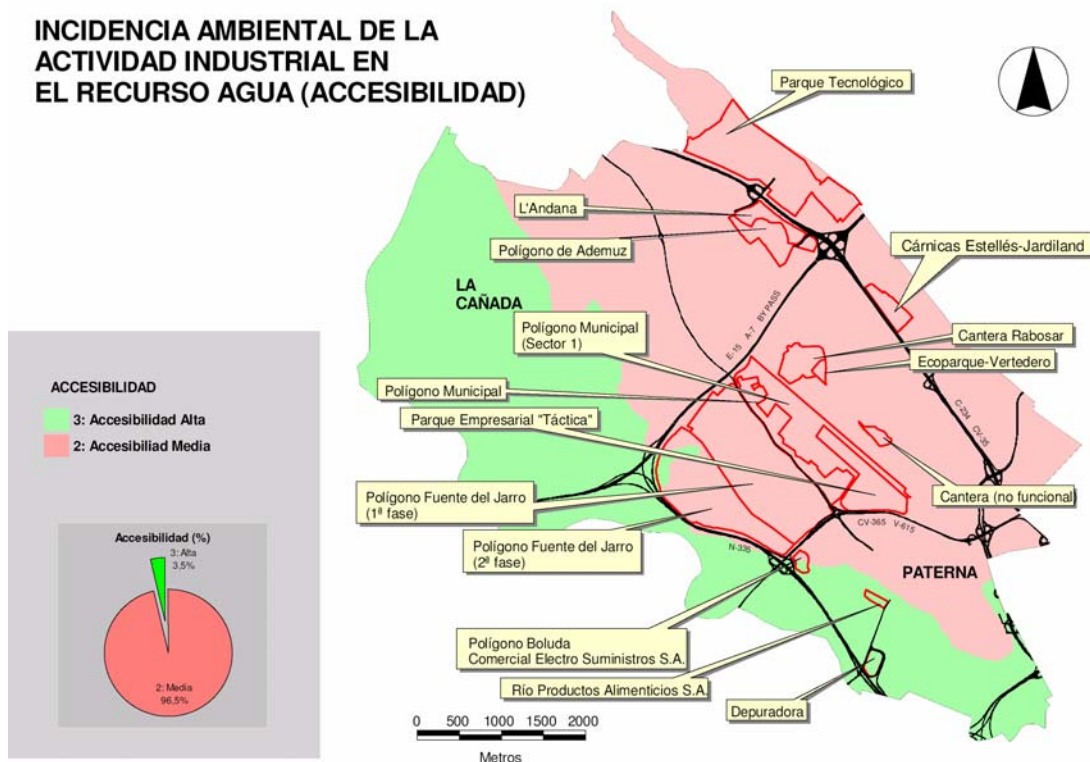 INCIDENCIA AMBIENTAL DE LA
ACTIVIDAD INDUSTRIAL EN
EL RECURSO AGUA (ACCESIBILIDAD)
Parque Tecnológico
L'Andana
Polígono de Ademuz
Cárnicas Estellés-Jardiland
LA
CAÑADA
E-15 A-7 BY PASS
Polígono Municipal
(Sector 1)
Cantera Rabosar
Ecoparque-Vertedero
Polígono Municipal
Parque Empresarial "Táctica"
C-234 CV-35
Polígono Fuente del Jarro
(1ª fase)
Cantera (no funcional)
CV-365 V-615
Polígono Fuente del Jarro
(2ª fase)
N-335
PATERNA
Polígono Boluda
Comercial Electro Suministros S.A.
Río Productos Alimenticios S.A.
Depuradora
0 500 1000 1500 2000
Metros
ACCESIBILIDAD
3: Accesibilidad Alta
2: Accesibiliad Media
Accesibilidad (%)
3: Alta
3,5%
2: Media
96,5%